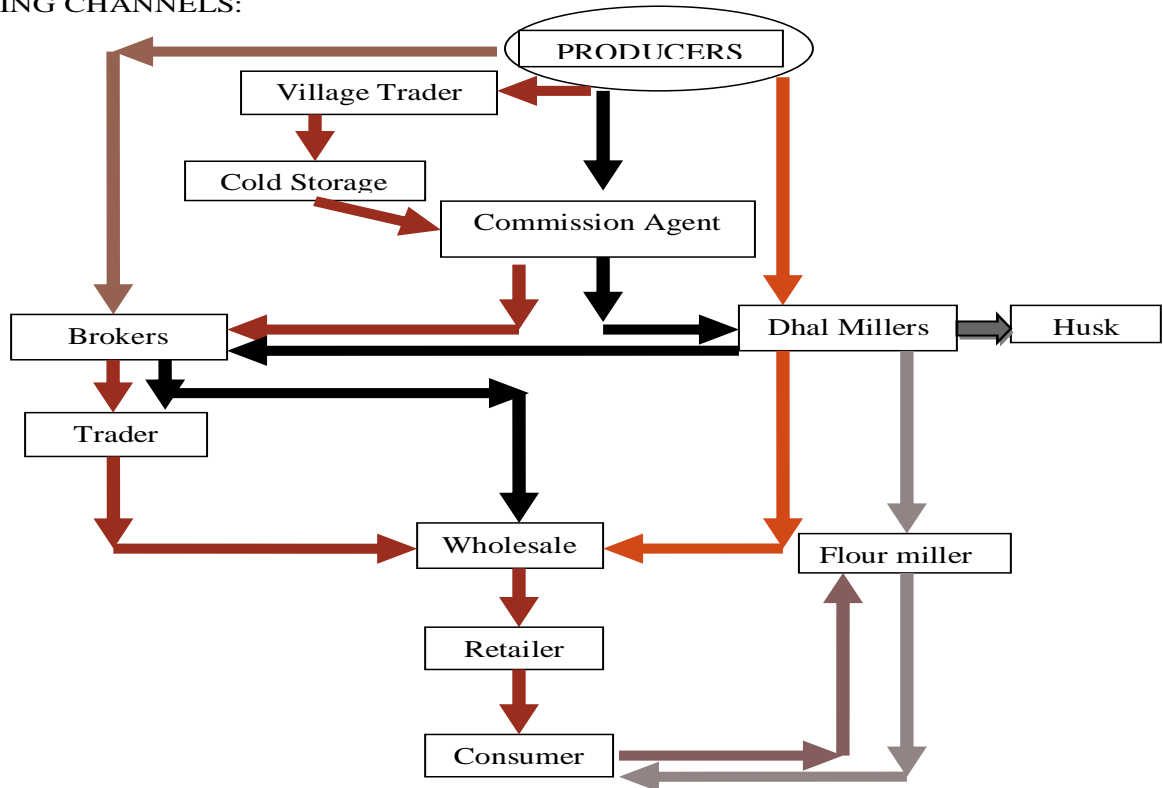 ING CHANNELS:
PRODUCERS
Village Trader
Cold Storage
Commission Agent
Brokers
Dhal Millers
Husk
Trader
Wholesale
Flour miller
Retailer
Consumer